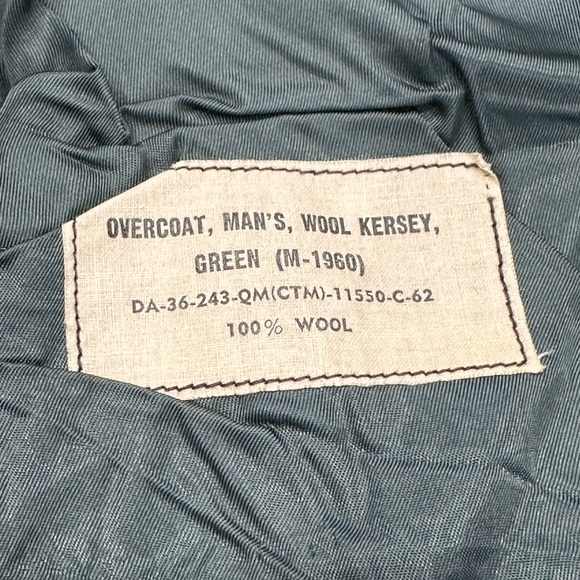 OVERCOAT, MAN'S, WOOL KERSEY,
GREEN (M-1960)
DA-36-243-QM(CTM)-11550-C-62
100% WOOL